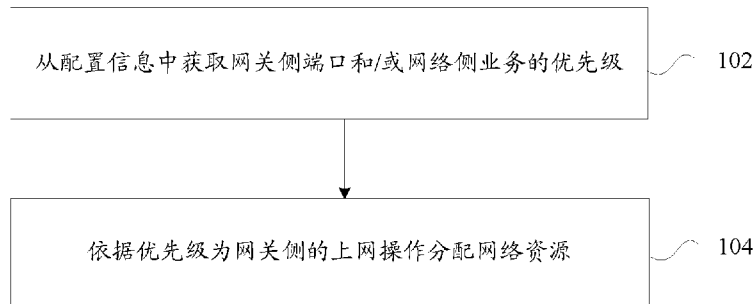 从配置信息中获取网关侧端口和/或网络侧业务的优先级
102
依据优先级为网关侧的上网操作分配网络资源
104